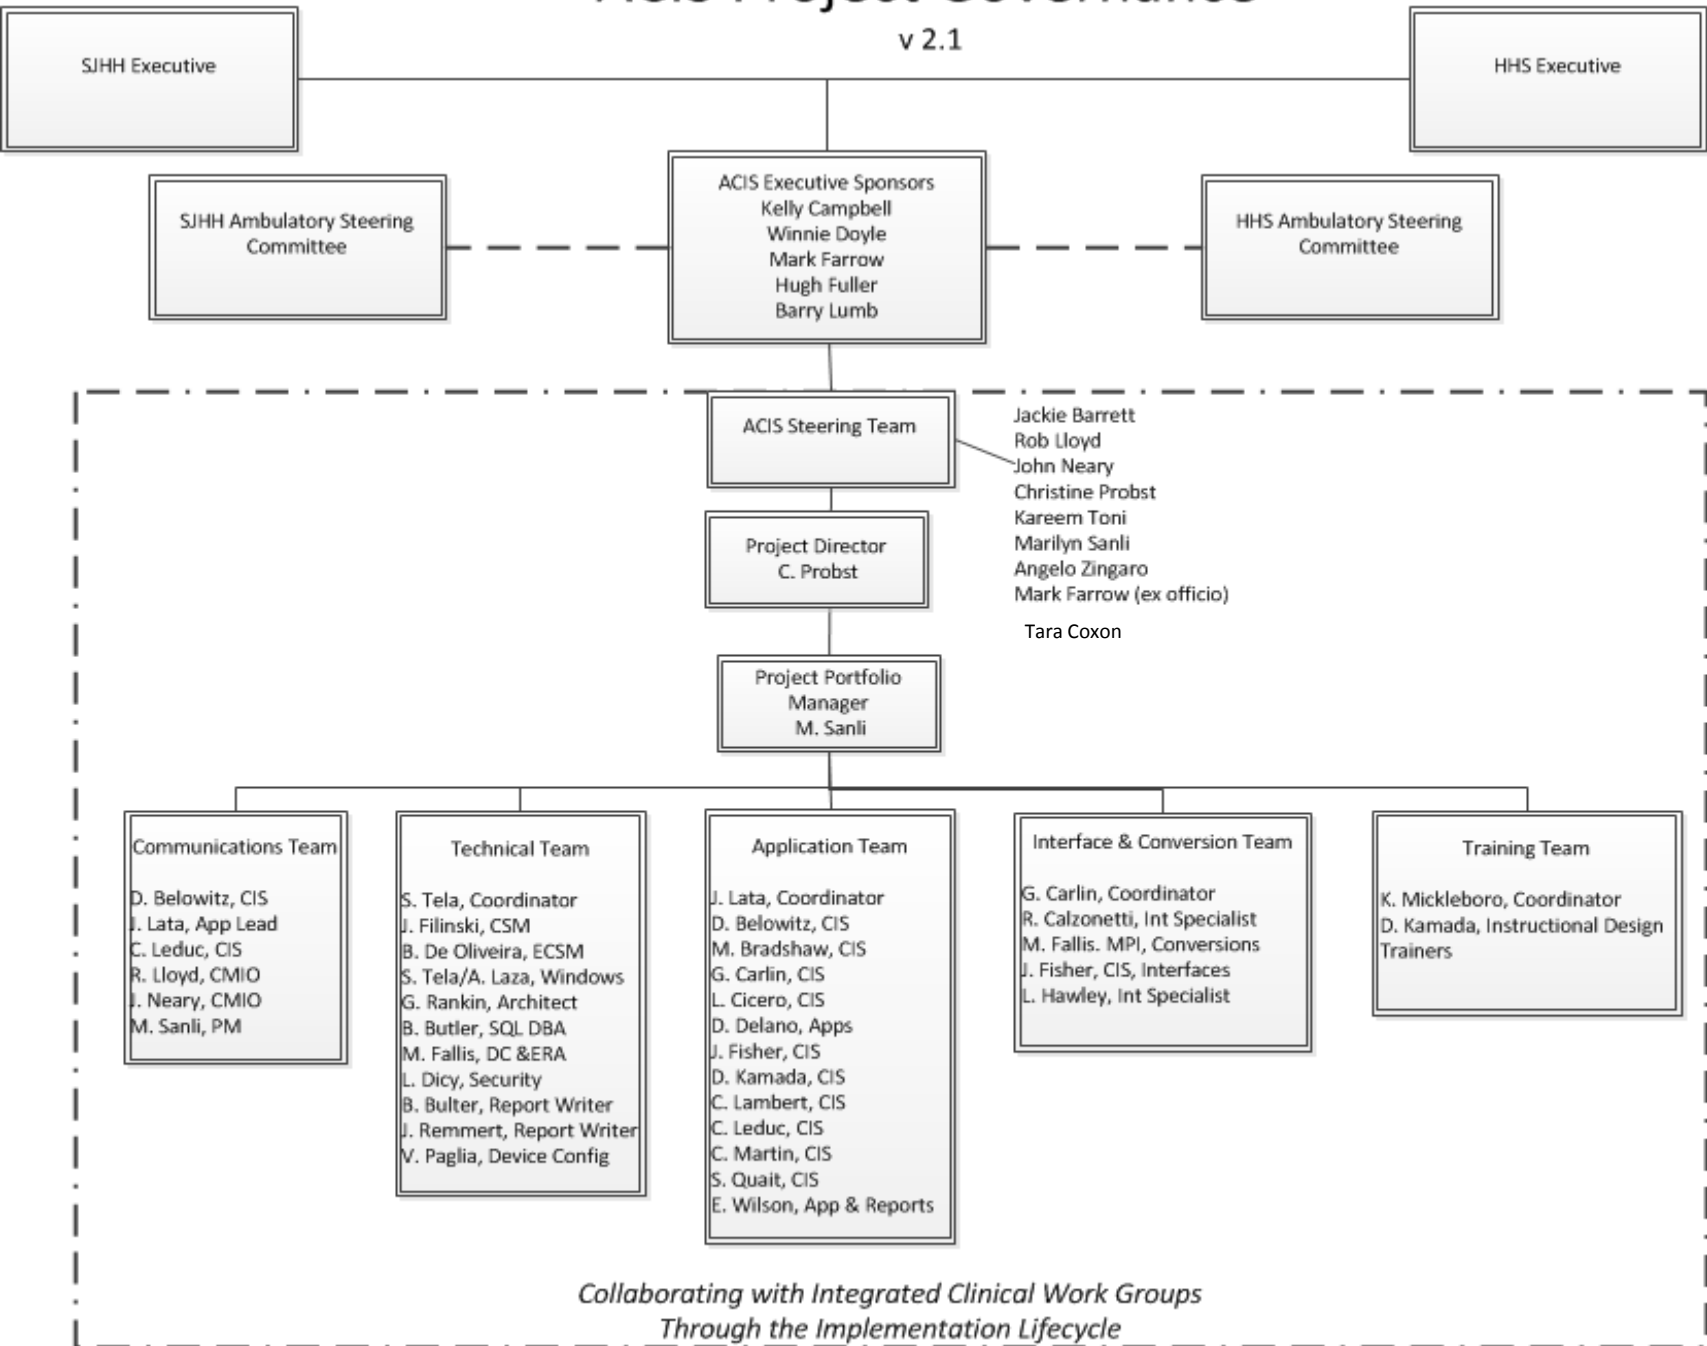 ACIS Project Governance
v 2.1
SJHH Executive
HHS Executive
ACIS Executive Sponsors
Kelly Campbell
Winnie Doyle
Mark Farrow
Hugh Fuller
Barry Lumb
SJHH Ambulatory Steering
Committee
HHS Ambulatory Steering
Committee
ACIS Steering Team
Jackie Barrett
Rob Lloyd
John Neary
Christine Probst
Kareem Toni
Marilyn Sanli
Angelo Zingaro
Mark Farrow (ex officio)
Tara Coxon
Project Director
C. Probst
Project Portfolio
Manager
M. Sanli
Communications Team
D. Belowitz, CIS
J. Lata, App Lead
C. Leduc, CIS
R. Lloyd, CMIO
J. Neary, CMIO
M. Sanli, PM
Technical Team
S. Tela, Coordinator
J. Filinski, CSM
B. De Oliveira, ECSM
S. Tela/A. Laza, Windows
G. Rankin, Architect
B. Butler, SQL DBA
M. Fallis, DC &ERA
L. Dicy, Security
B. Bulter, Report Writer
J. Remmert, Report Writer
V. Paglia, Device Config
Application Team
J. Lata, Coordinator
D. Belowitz, CIS
M. Bradshaw, CIS
G. Carlin, CIS
L. Cicero, CIS
D. Delano, Apps
J. Fisher, CIS
D. Kamada, CIS
C. Lambert, CIS
C. Leduc, CIS
C. Martin, CIS
S. Quait, CIS
E. Wilson, App & Reports
Interface & Conversion Team
G. Carlin, Coordinator
R. Calzonetti, Int Specialist
M. Fallis. MPI, Conversions
J. Fisher, CIS, Interfaces
L. Hawley, Int Specialist
Training Team
K. Mickleboro, Coordinator
D. Kamada, Instructional Design
Trainers
Collaborating with Integrated Clinical Work Groups
Through the Implementation Lifecycle